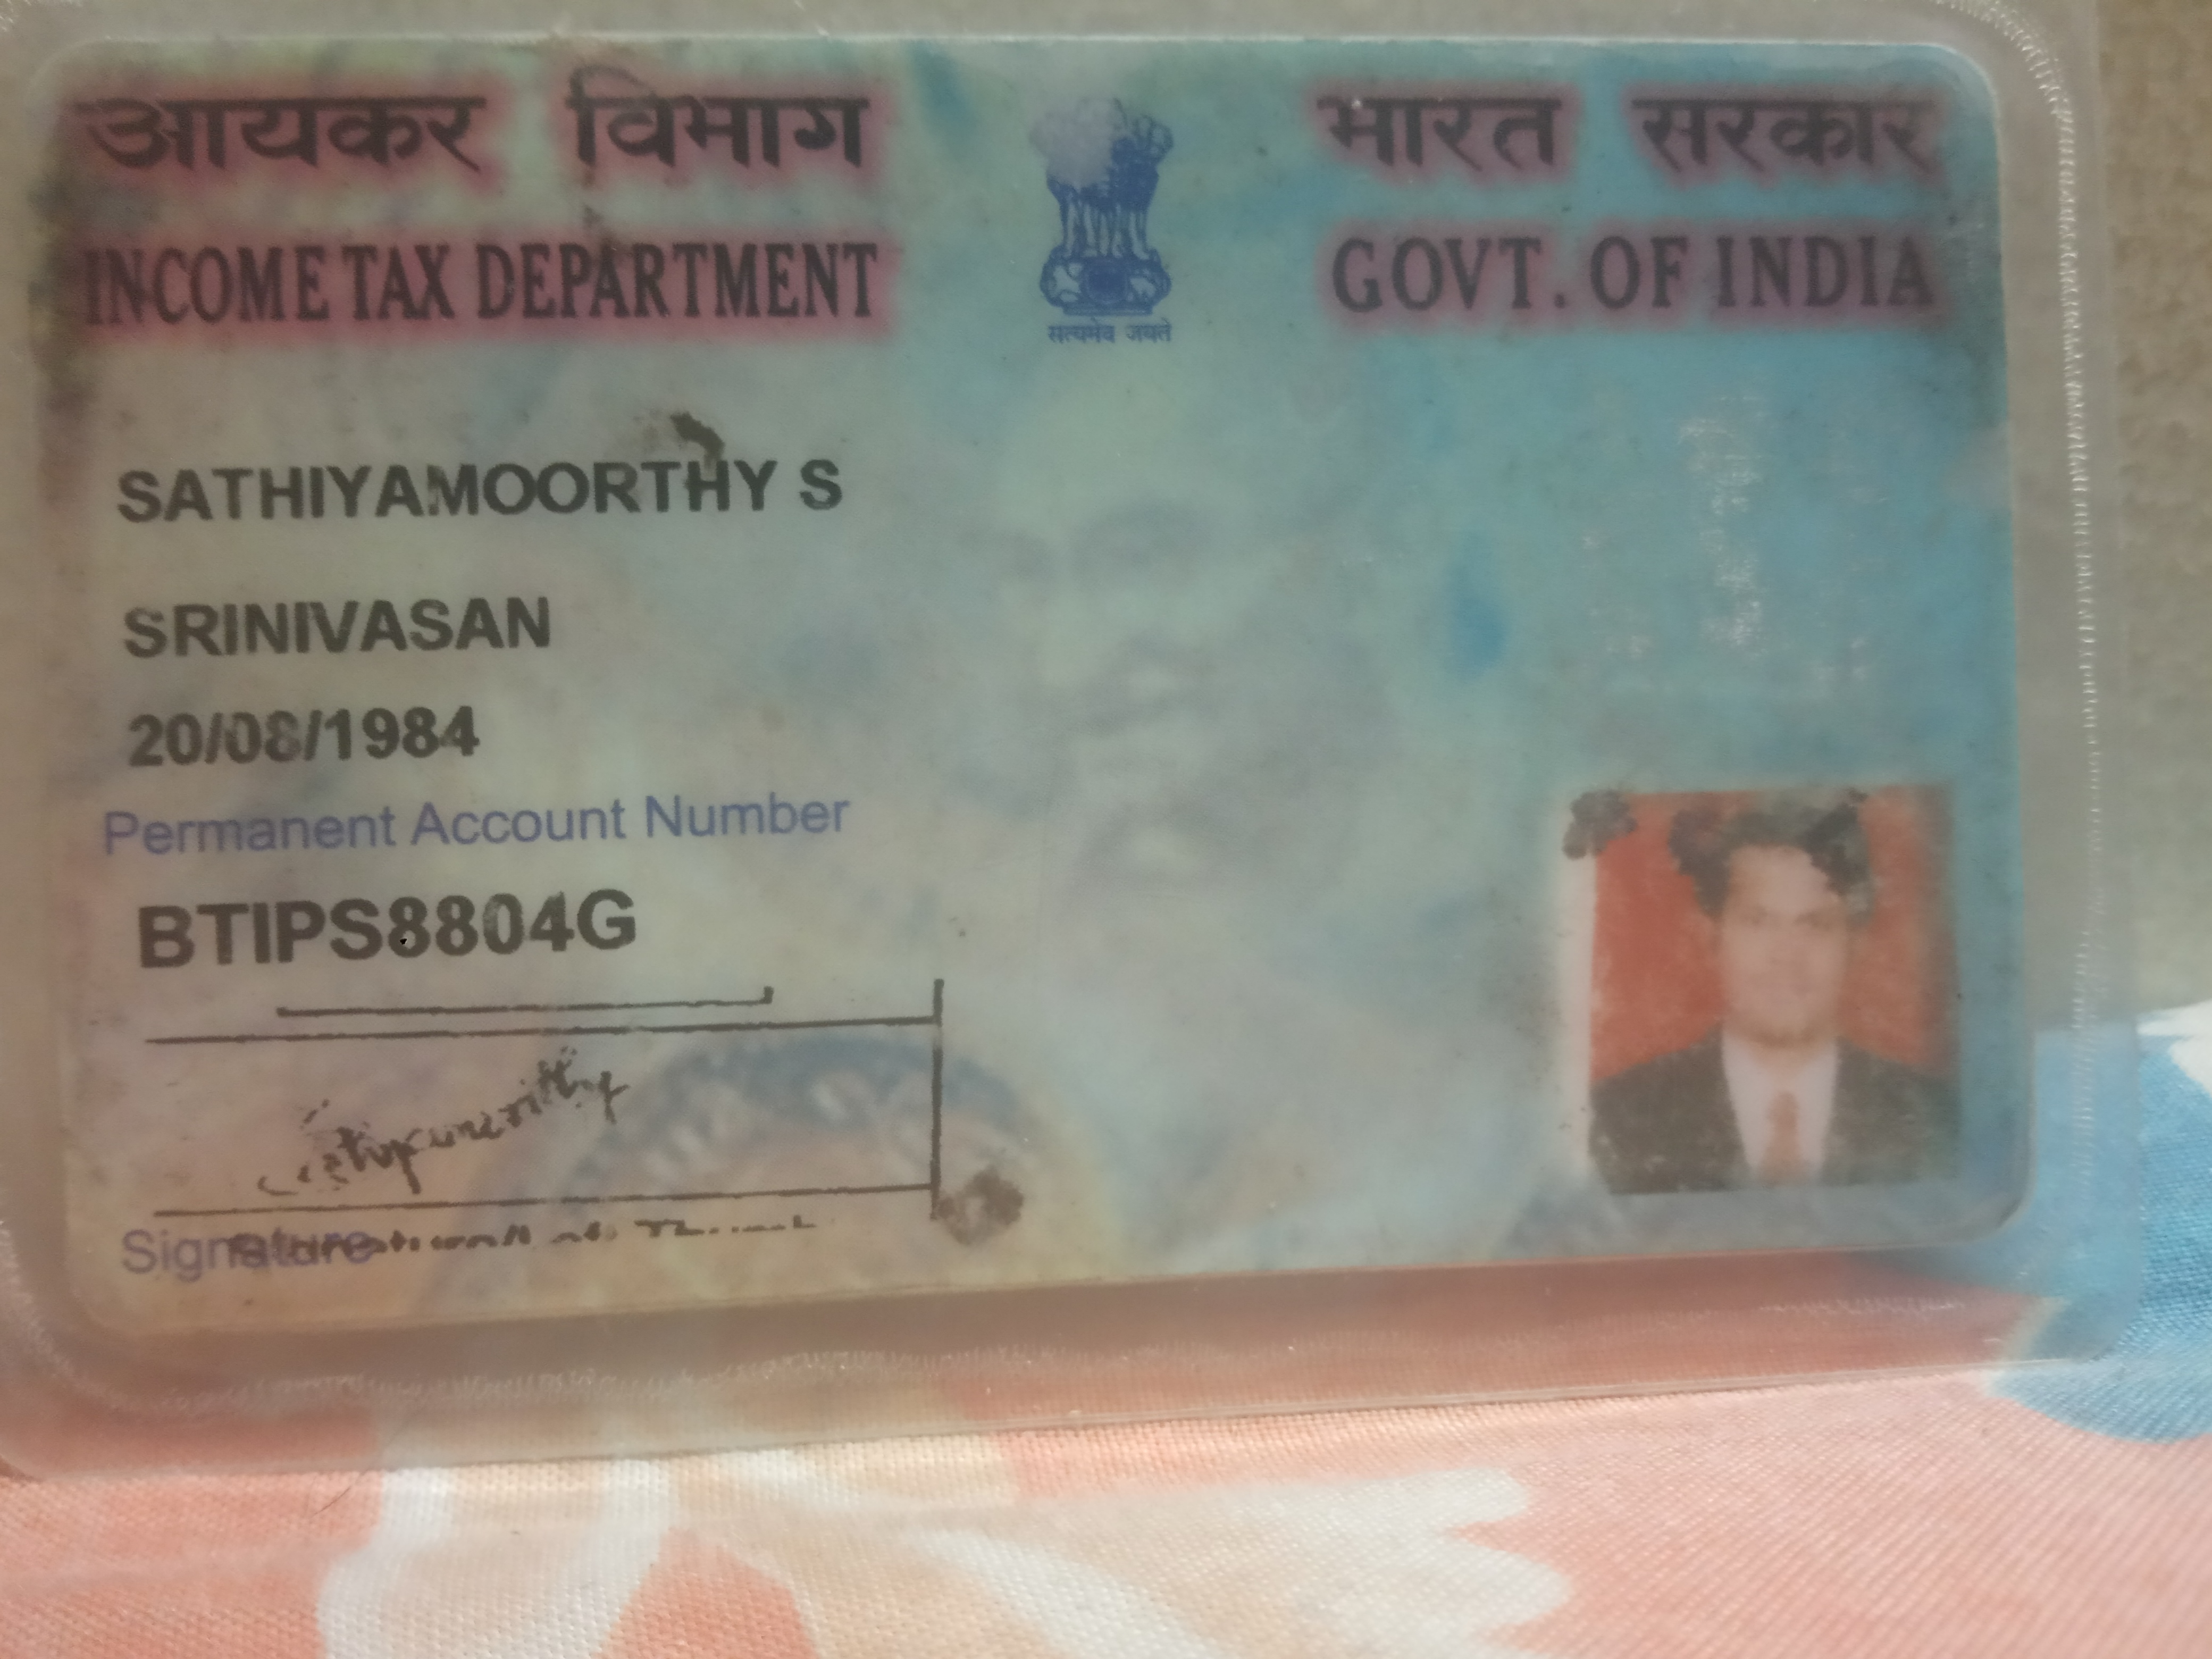 आयकर विभाग
भारत सरकार
INCOME TAX DEPARTMENT
GOVT. OF INDIA
सत्यमेव जयते
SATHIYAMOORTHY S
SRINIVASAN
20/08/1984
Permanent Account Number
BTIPS8804G
Signature